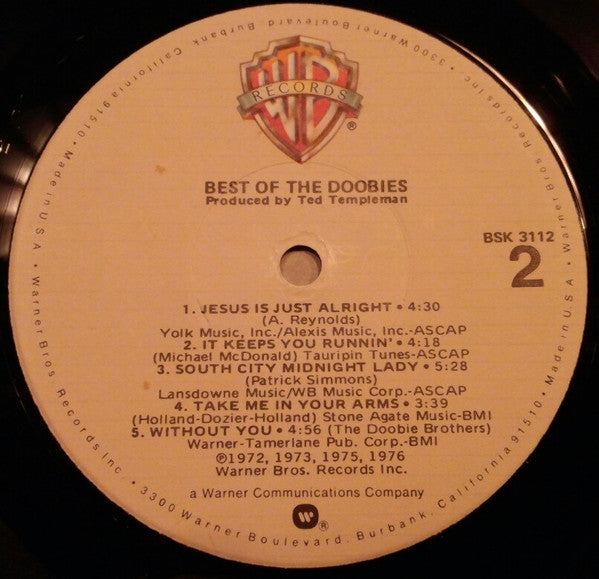 WB
RECORDS
®
BEST OF THE DOOBIES
Produced by Ted Templeman
BSK 3112
2
1. JESUS IS JUST ALRIGHT • 4:30
(A. Reynolds)
Yolk Music, Inc./Alexis Music, Inc.-ASCAP
2. IT KEEPS YOU RUNNIN' • 4:18
(Michael McDonald) Tauripin Tunes-ASCAP
3. SOUTH CITY MIDNIGHT LADY • 5:28
(Patrick Simmons)
Lansdowne Music/WB Music Corp.-ASCAP
4. TAKE ME IN YOUR ARMS • 3:39
(Holland-Dozier-Holland) Stone Agate Music-BMI
5. WITHOUT YOU • 4:56 (The Doobie Brothers)
Warner-Tamerlane Pub. Corp.-BMI
℗1972, 1973, 1975, 1976
Warner Bros. Records Inc.
a Warner Communications Company
®
Warner Bros. Records Inc. • 3300 Warner Boulevard, Burbank, California 91510 • Made in U.S.A. • Warner Bros. Records Inc. • 3300 Warner Boulevard, Burbank, California 91510 • Made in U.S.A. •